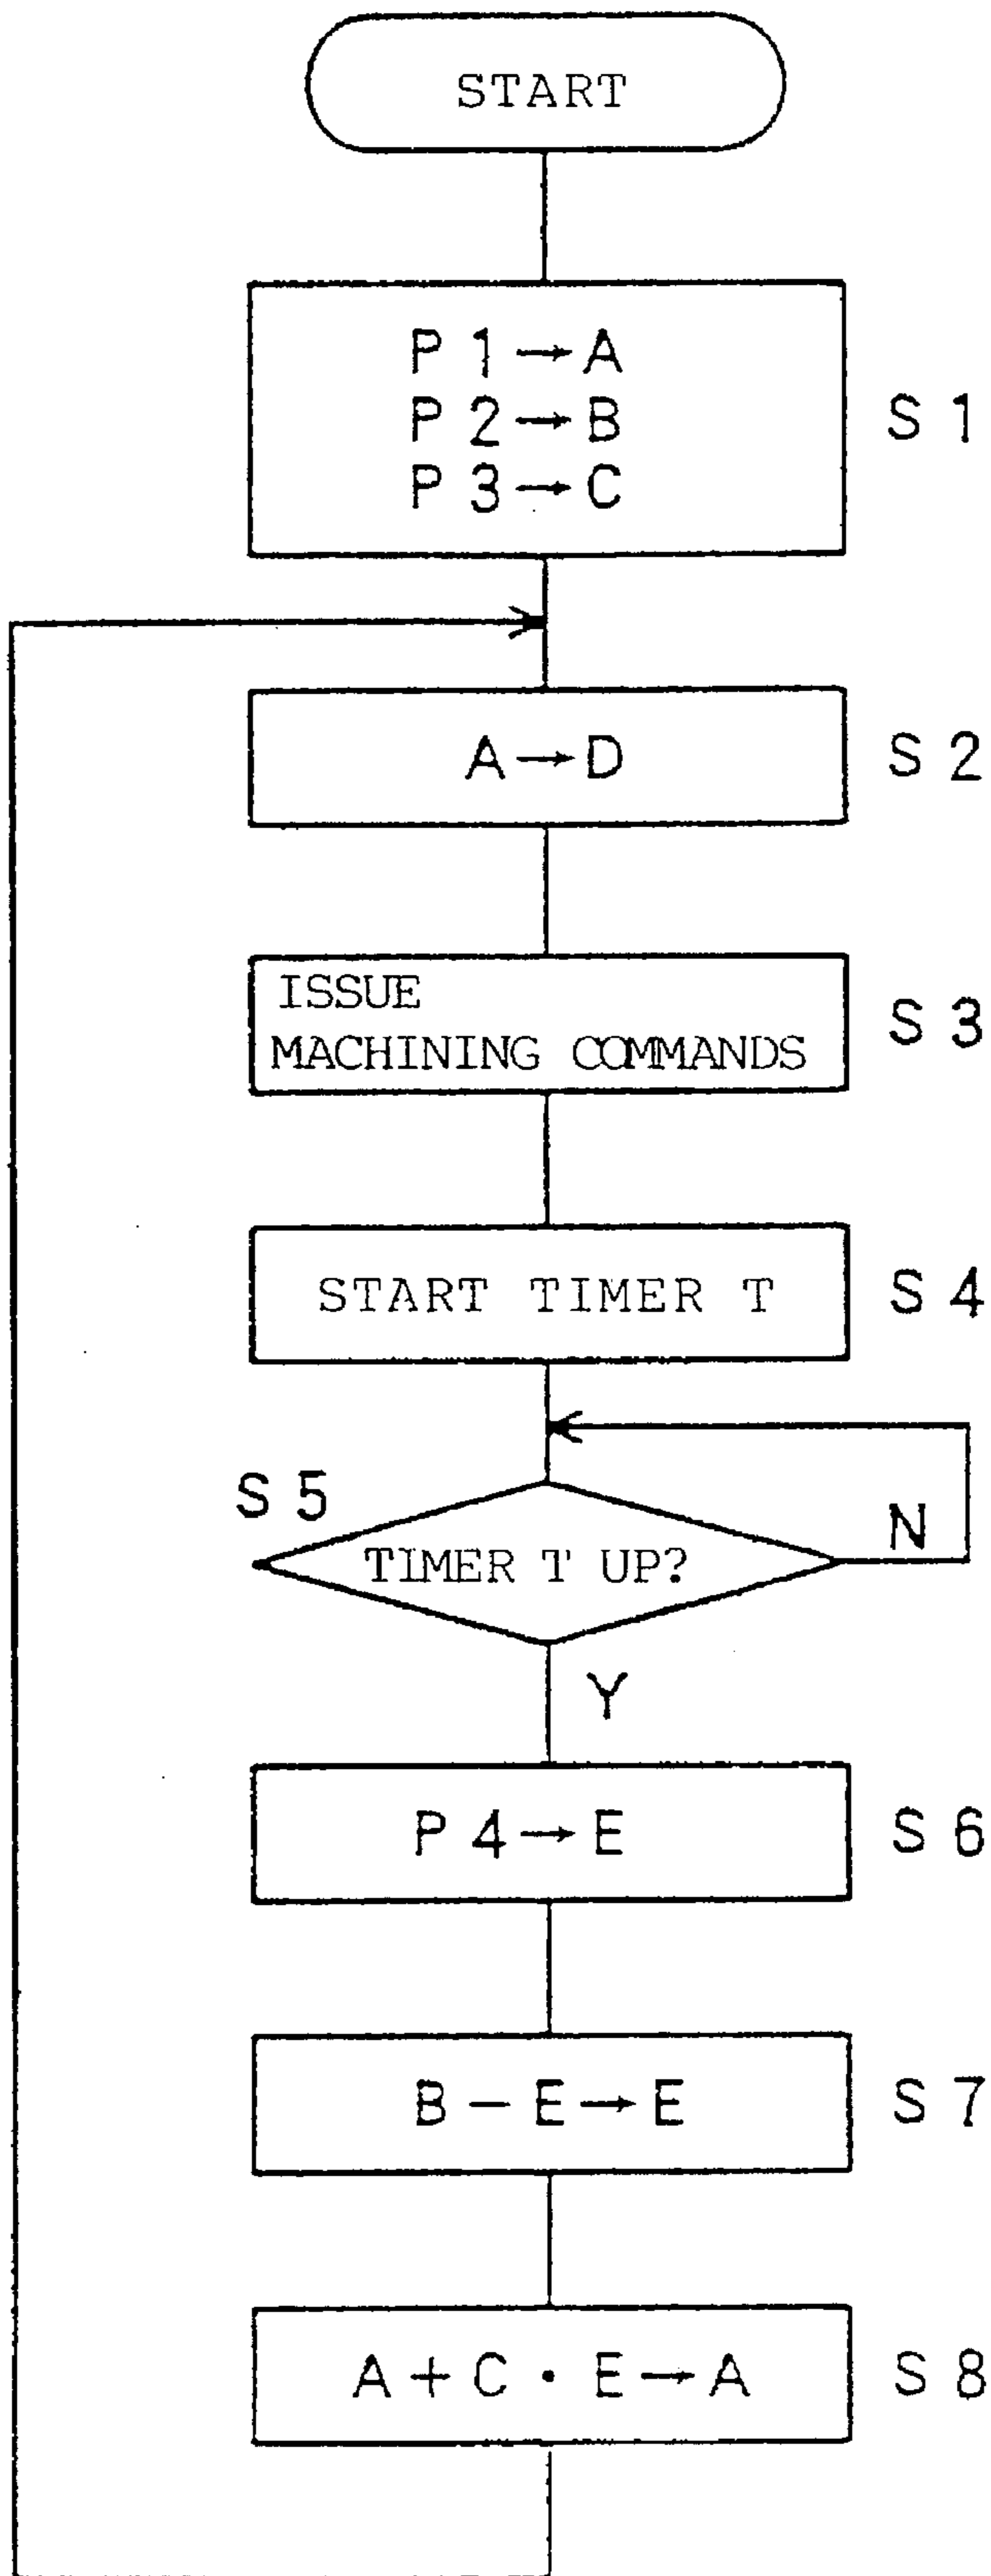 START
P 1 → A
P 2 → B
P 3 → C
S 1
A → D
S 2
ISSUE
MACHINING COMMANDS
S 3
START TIMER T
S 4
S 5
TIMER T UP?
N
Y
P 4 → E
S 6
B − E → E
S 7
A + C · E → A
S 8